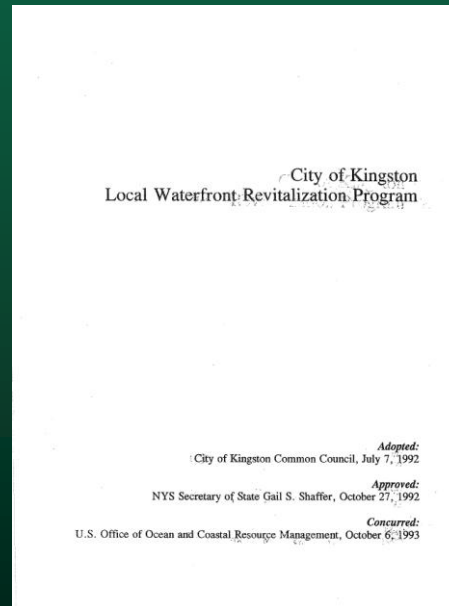 City of Kingston
Local Waterfront Revitalization Program
Adopted:
City of Kingston Common Council, July 7, 1992
Approved:
NYS Secretary of State Gail S. Shaffer, October 27, 1992
Concurred:
U.S. Office of Ocean and Coastal Resource Management, October 6, 1993